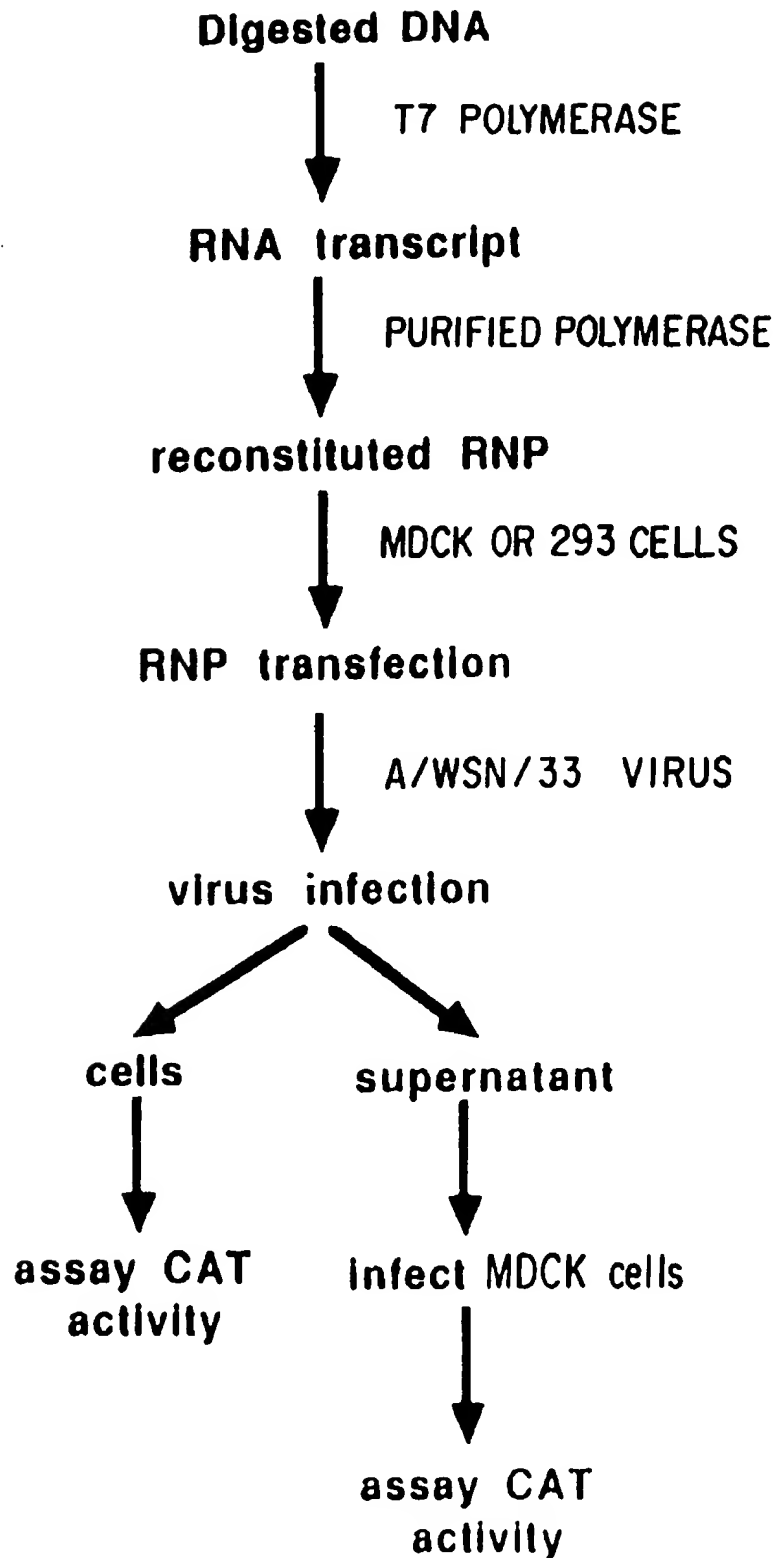 Digested DNA
T7 POLYMERASE
RNA transcript
PURIFIED POLYMERASE
reconstituted RNP
MDCK OR 293 CELLS
RNP transfection
A/WSN/33 VIRUS
virus infection
cells
supernatant
assay CAT
activity
infect MDCK cells
assay CAT
activity